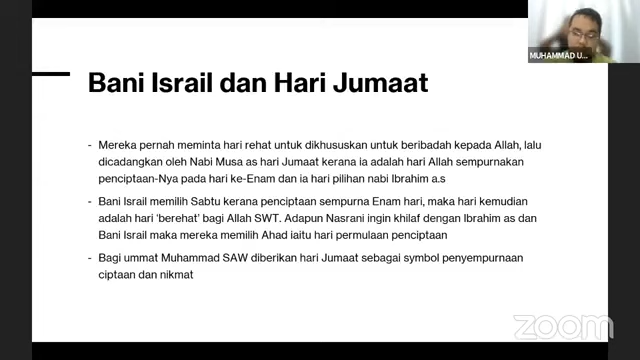 MUHAMMAD U...
Bani Israil dan Hari Jumaat
- Mereka pernah meminta hari rehat untuk dikhususkan untuk beribadah kepada Allah, lalu
dicadangkan oleh Nabi Musa as hari Jumaat kerana ia adalah hari Allah sempurnakan
penciptaan-Nya pada hari ke-Enam dan ia hari pilihan nabi Ibrahim a.s
- Bani Israil memilih Sabtu kerana penciptaan sempurna Enam hari, maka hari kemudian
adalah hari ‘berehat’ bagi Allah SWT. Adapun Nasrani ingin khilaf dengan Ibrahim as dan
Bani Israil maka mereka memilih Ahad iaitu hari permulaan penciptaan
- Bagi ummat Muhammad SAW diberikan hari Jumaat sebagai symbol penyempurnaan
ciptaan dan nikmat
zoom